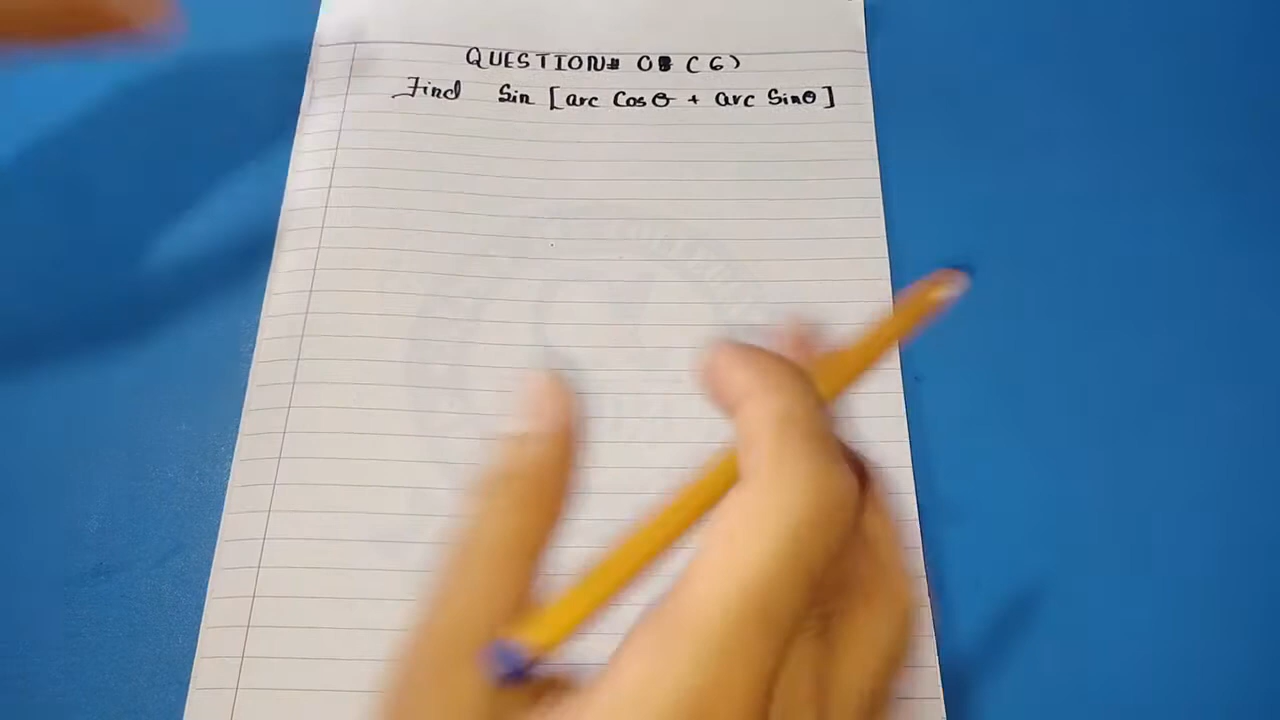 QUESTION# 08 (6)
Find Sin [arc Cosθ + arc Sinθ]